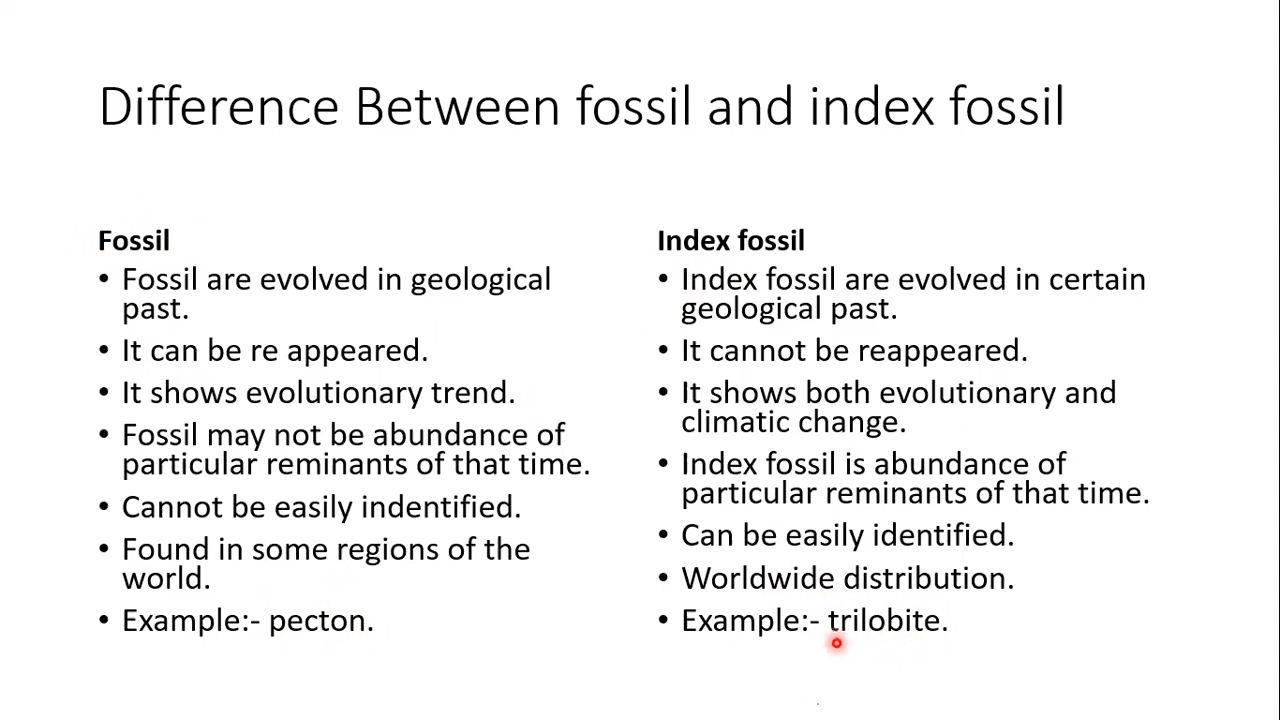 Difference Between fossil and index fossil
Fossil
• Fossil are evolved in geological
past.
• It can be re appeared.
• It shows evolutionary trend.
• Fossil may not be abundance of
particular reminants of that time.
• Cannot be easily indentified.
• Found in some regions of the
world.
• Example:- pecton.
Index fossil
• Index fossil are evolved in certain
geological past.
• It cannot be reappeared.
• It shows both evolutionary and
climatic change.
• Index fossil is abundance of
particular reminants of that time.
• Can be easily identified.
• Worldwide distribution.
• Example:- trilobite.